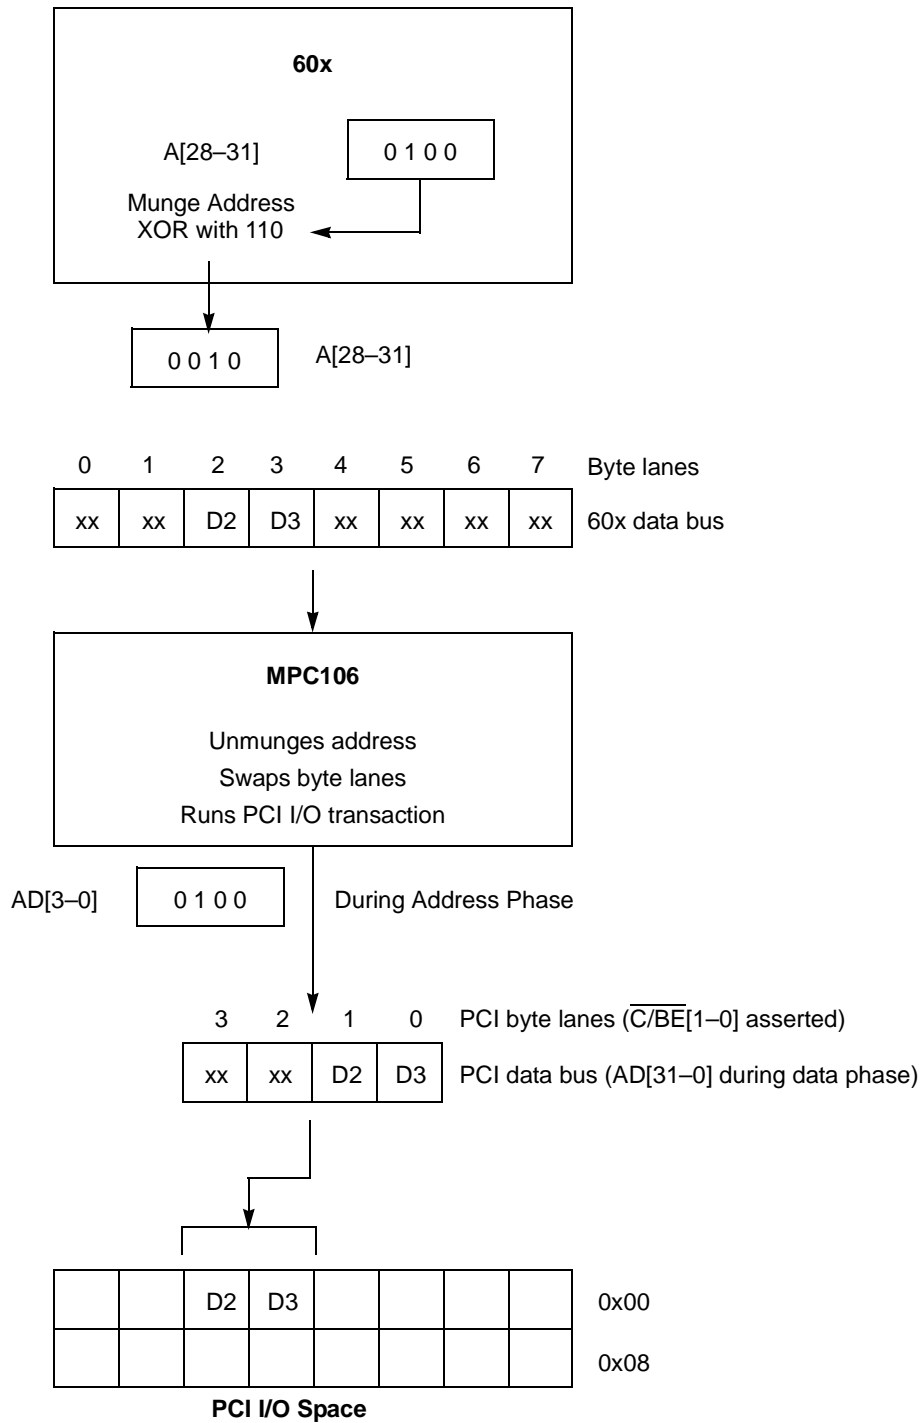 60x
A[28–31] 0 1 0 0
Munge Address
XOR with 110
0 0 1 0 A[28–31]
0 1 2 3 4 5 6 7 Byte lanes
xx xx D2 D3 xx xx xx xx 60x data bus
MPC106
Unmunges address
Swaps byte lanes
Runs PCI I/O transaction
AD[3–0] 0 1 0 0 During Address Phase
3 2 1 0 PCI byte lanes (C/BE[1–0] asserted)
xx xx D2 D3 PCI data bus (AD[31–0] during data phase)
D2 D3 0x00
0x08
PCI I/O Space